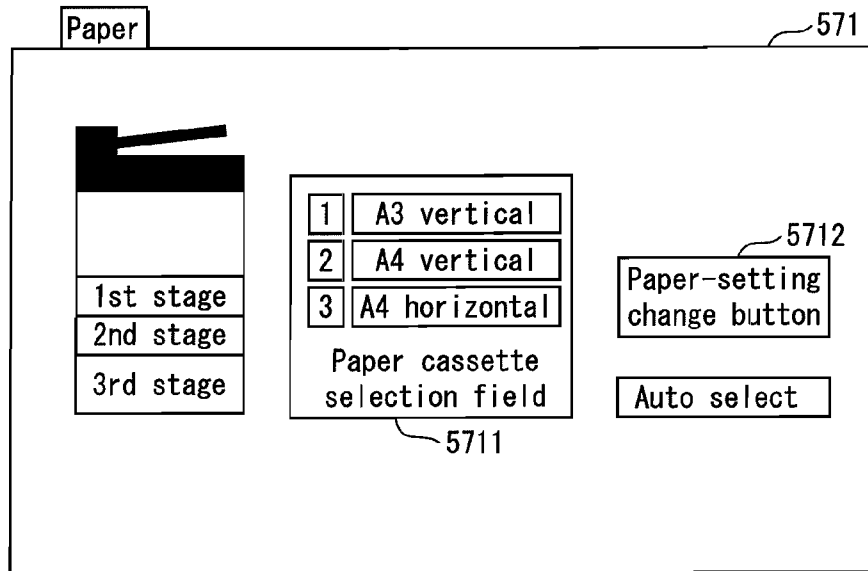 Paper
571
1st stage
2nd stage
3rd stage
1 A3 vertical
2 A4 vertical
3 A4 horizontal
Paper cassette
selection field
5711
5712
Paper-setting
change button
Auto select